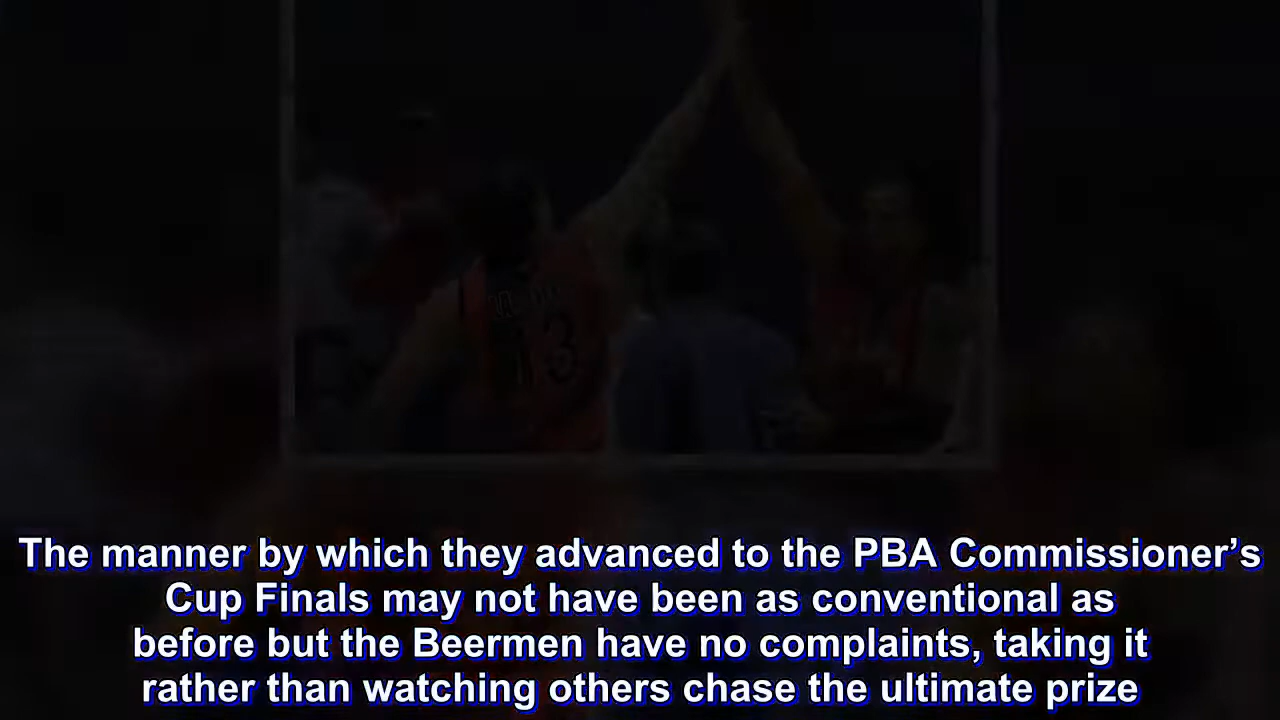 13
The manner by which they advanced to the PBA Commissioner’s
Cup Finals may not have been as conventional as
before but the Beermen have no complaints, taking it
rather than watching others chase the ultimate prize